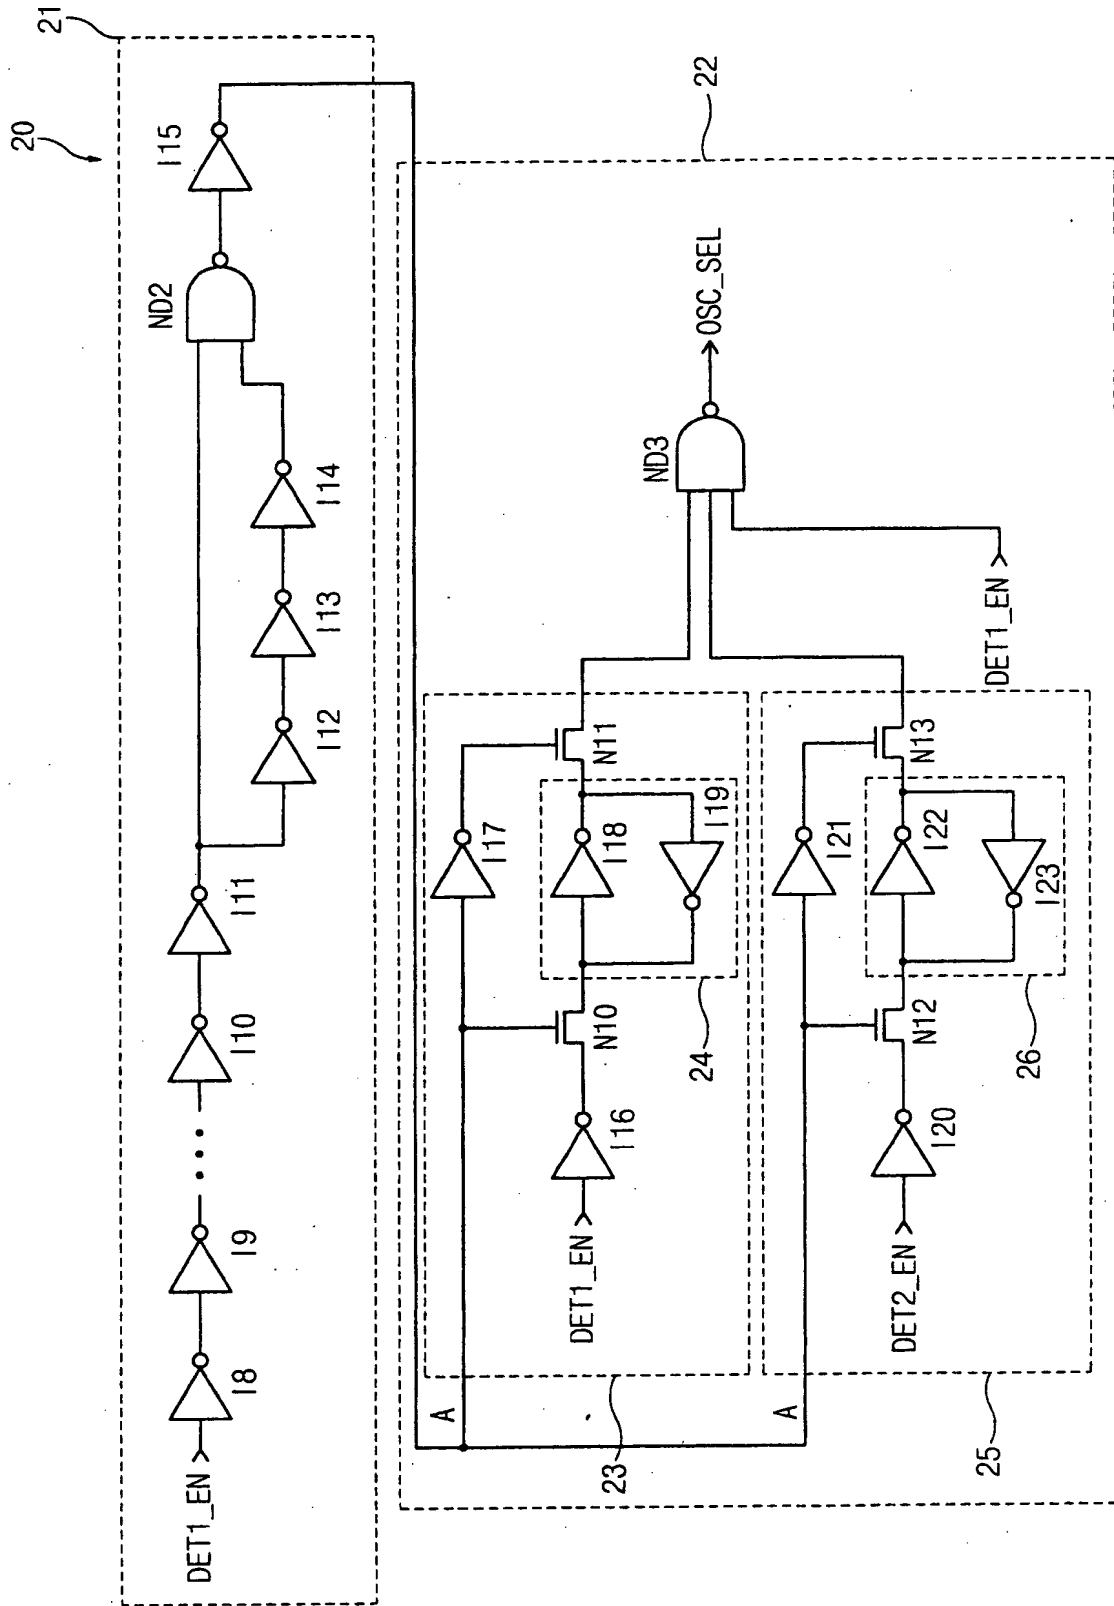 20
21
DET1_EN
I8
I9
I10
I11
I12
I13
I14
ND2
I15
22
A
I17
DET1_EN
I16
N10
I18
I19
N11
24
23
A
I21
DET2_EN
I20
N12
I22
I23
N13
26
25
ND3
OSC_SEL
DET1_EN